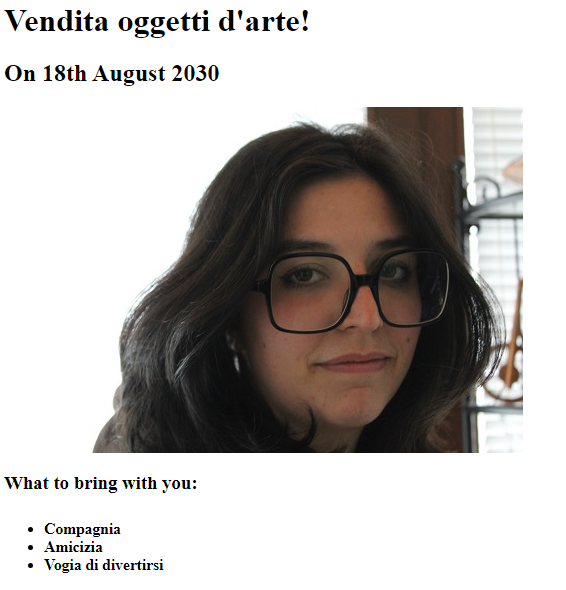 Vendita oggetti d'arte!
On 18th August 2030
What to bring with you:
Compagnia
Amicizia
Vogia di divertirsi